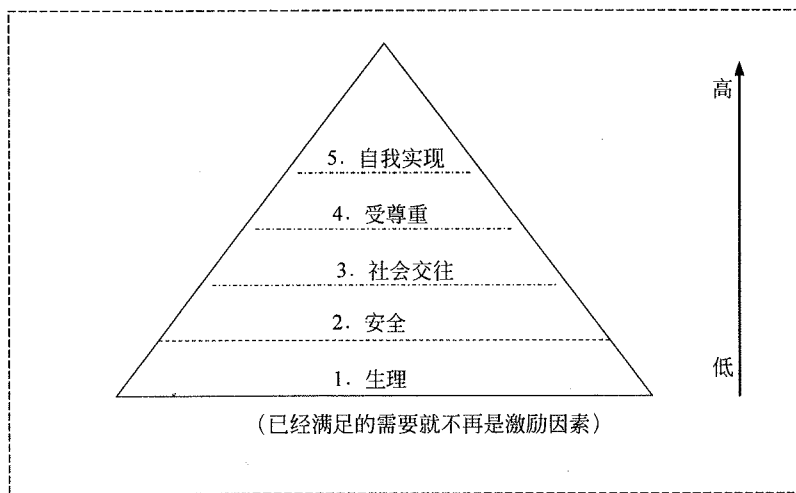 高
5. 自我实现
4. 受尊重
3. 社会交往
2. 安全
低
1. 生理
(已经满足的需要就不再是激励因素)